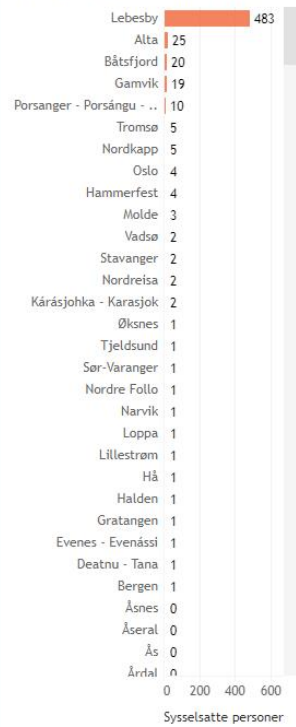 Lebesby 483
Alta 25
Båtsfjord 20
Gamvik 19
Porsanger - Porsángu - .. 10
Tromsø 5
Nordkapp 5
Oslo 4
Hammerfest 4
Molde 3
Vadsø 2
Stavanger 2
Nordreisa 2
Kárásjohka - Karasjok 2
Øksnes 1
Tjeldsund 1
Sør-Varanger 1
Nordre Follo 1
Narvik 1
Loppa 1
Lillestrøm 1
Hå 1
Halden 1
Gratangen 1
Evenes - Evenássi 1
Deatnu - Tana 1
Bergen 1
Åsnes 0
Åseral 0
Ås 0
Årdal 0
0 200 400 600
Sysselsatte personer